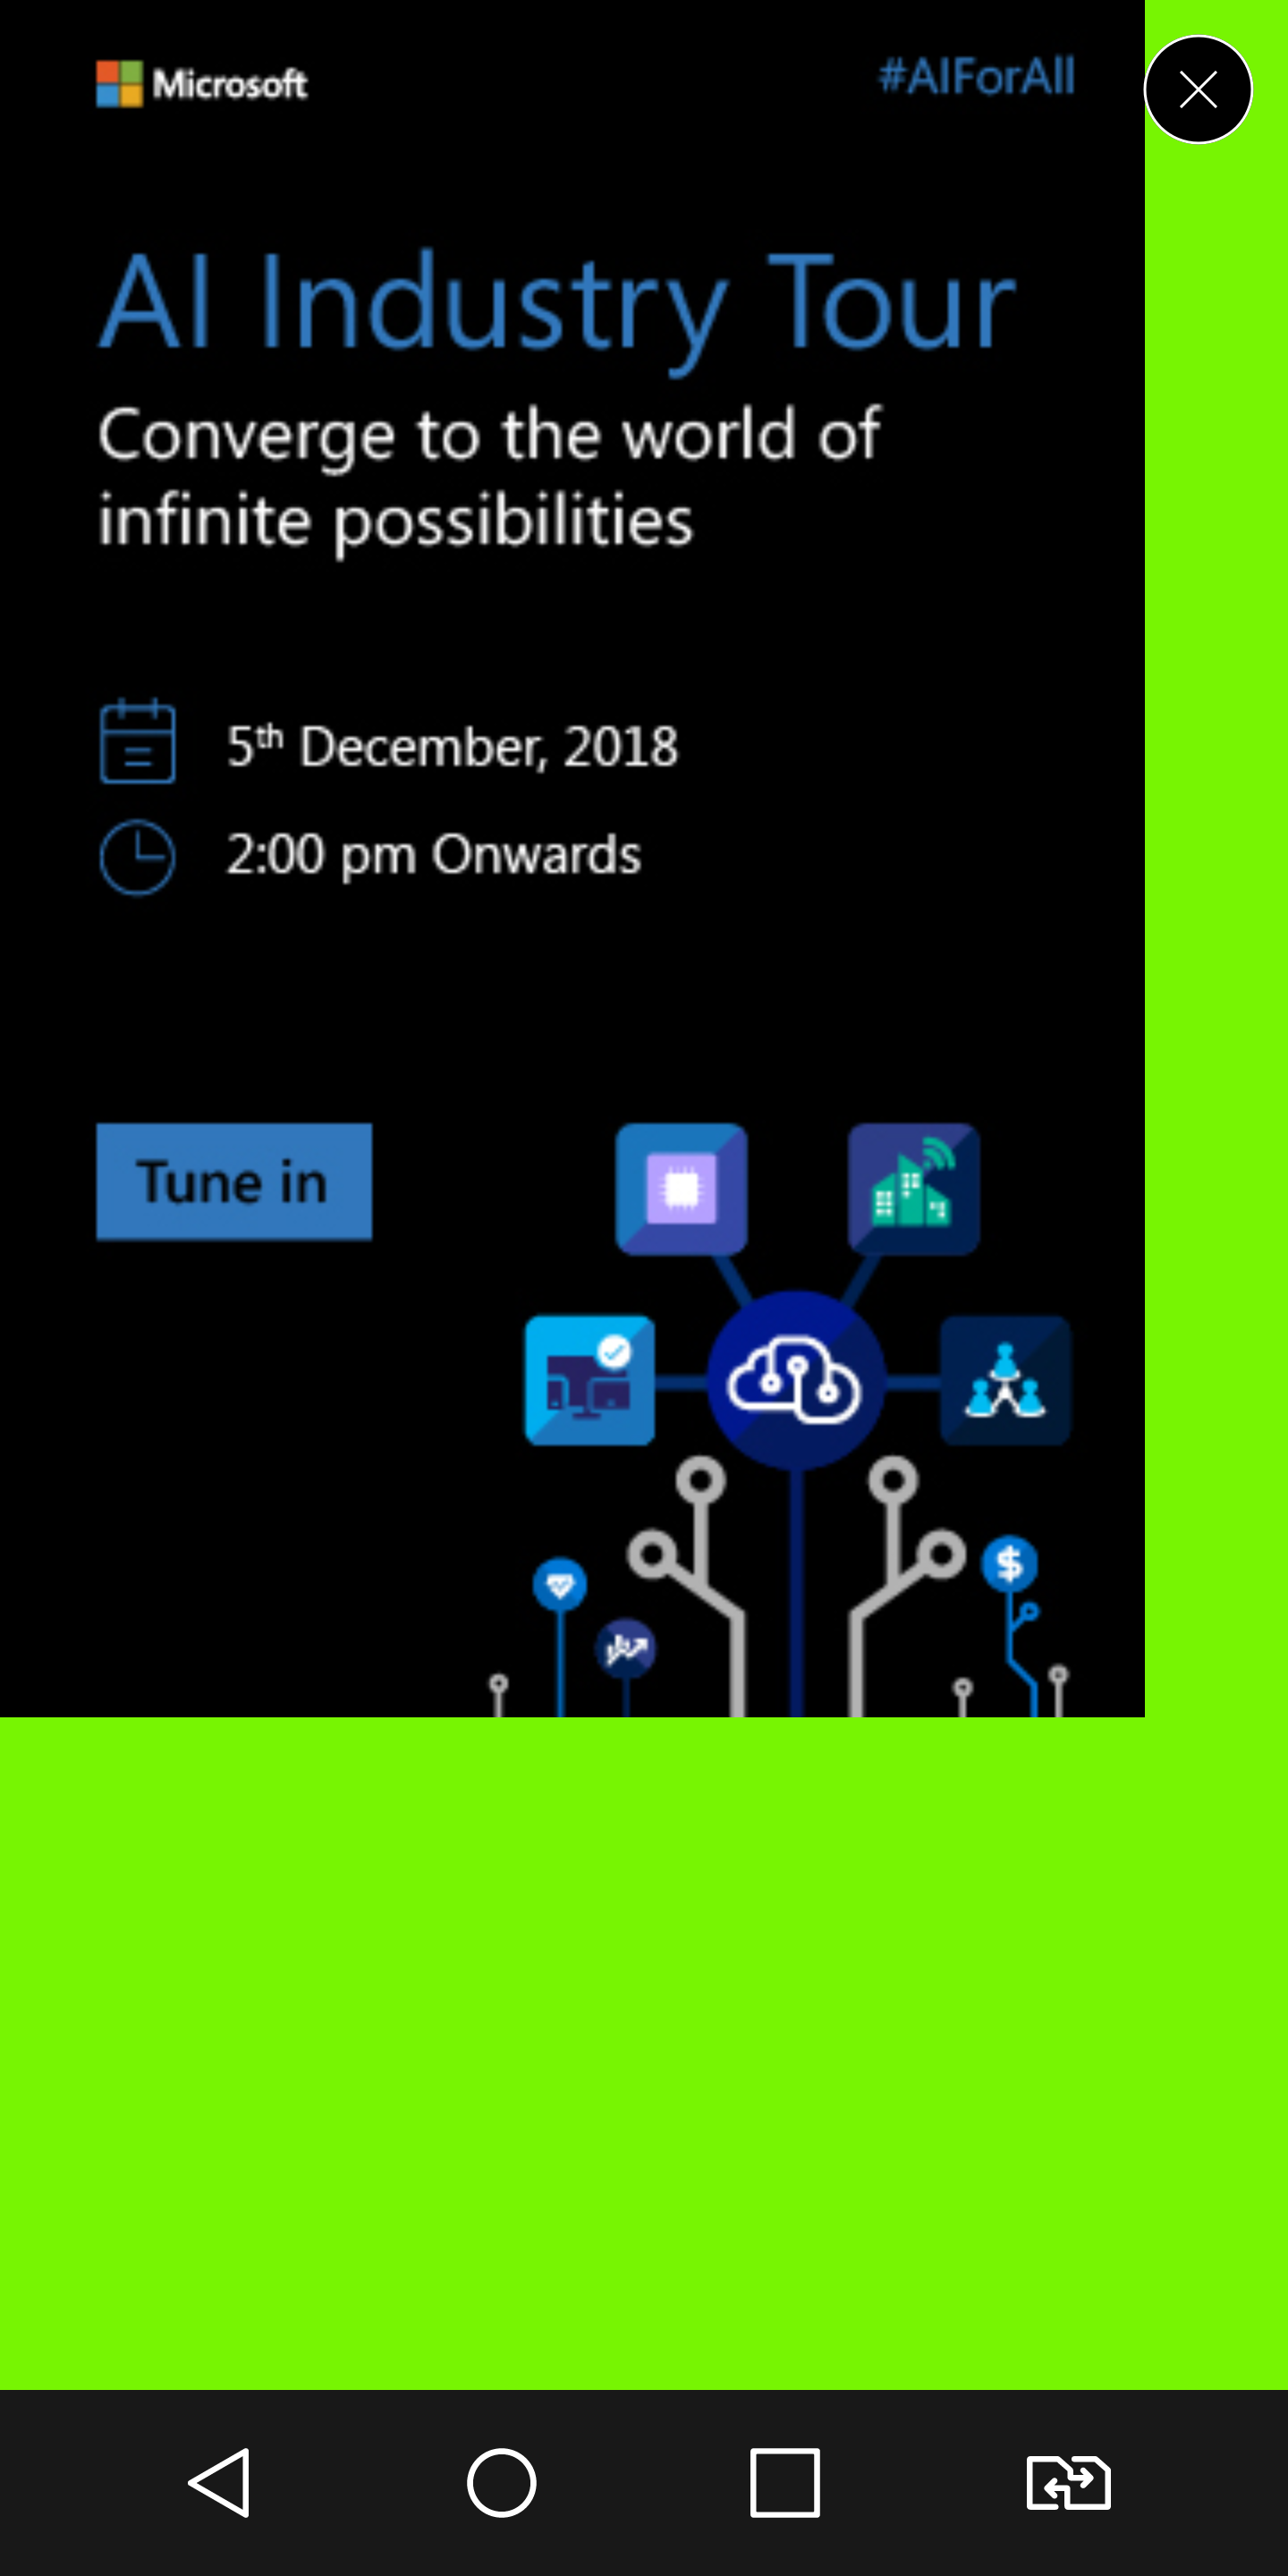 Microsoft
#AIForAll
AI Industry Tour
Converge to the world of
infinite possibilities
5th December, 2018
2:00 pm Onwards
Tune in
$